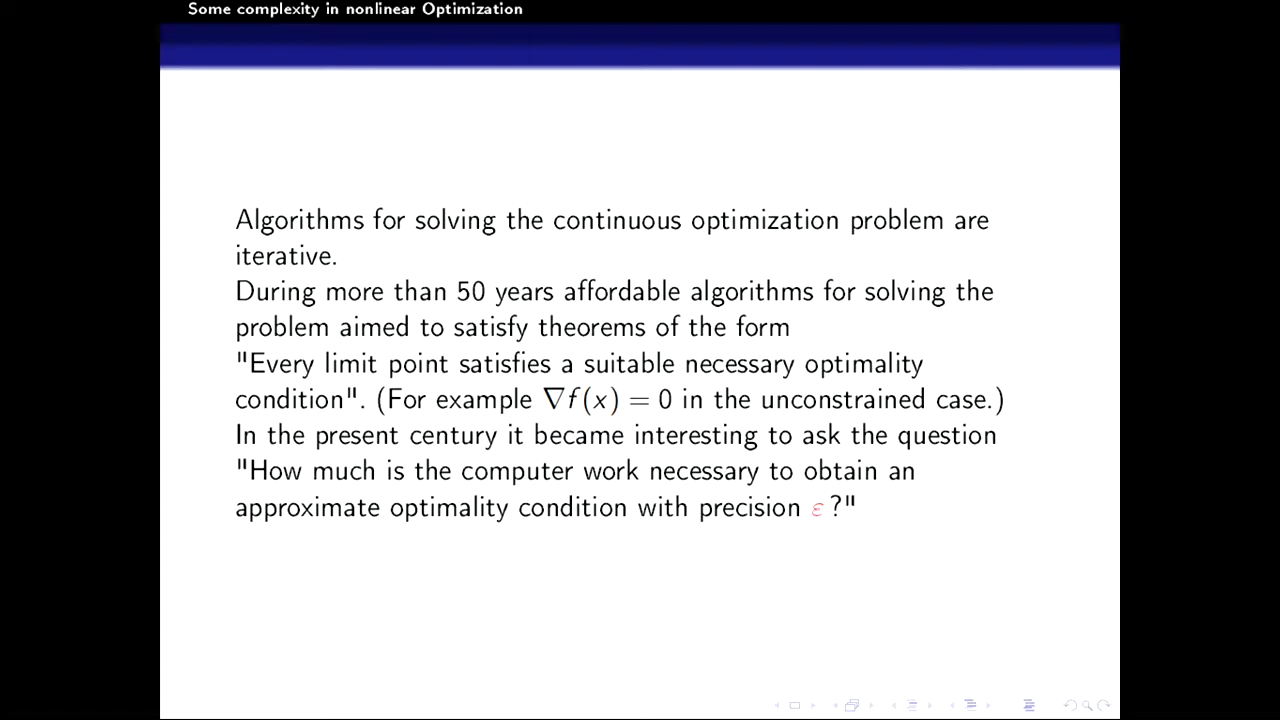 Some complexity in nonlinear Optimization
Algorithms for solving the continuous optimization problem are
iterative.
During more than 50 years affordable algorithms for solving the
problem aimed to satisfy theorems of the form
"Every limit point satisfies a suitable necessary optimality
condition". (For example ∇f(x) = 0 in the unconstrained case.)
In the present century it became interesting to ask the question
"How much is the computer work necessary to obtain an
approximate optimality condition with precision ε?"